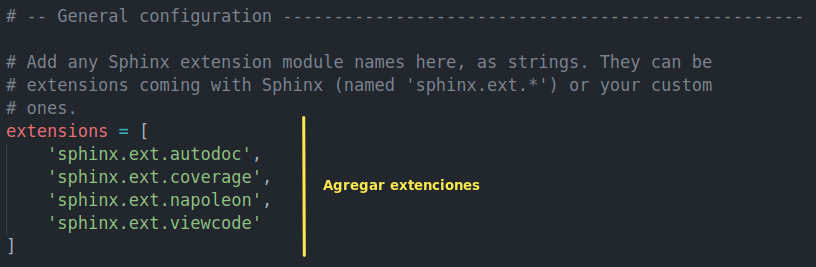 # -- General configuration ---------------------------------------------------
# Add any Sphinx extension module names here, as strings. They can be
# extensions coming with Sphinx (named 'sphinx.ext.*') or your custom
# ones.
extensions = [
    'sphinx.ext.autodoc',
    'sphinx.ext.coverage',
    'sphinx.ext.napoleon',
    'sphinx.ext.viewcode'
]
Agregar extenciones